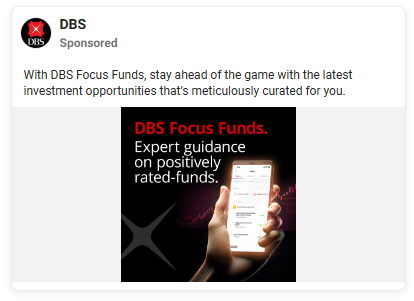 DBS
Sponsored
With DBS Focus Funds, stay ahead of the game with the latest
investment opportunities that's meticulously curated for you.
DBS Focus Funds.
Expert guidance
on positively
rated-funds.